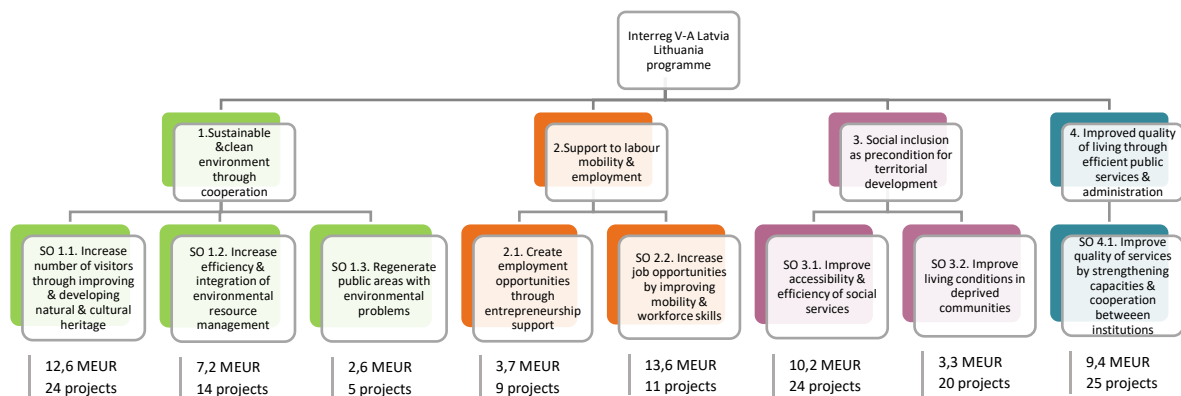 Interreg V-A Latvia
Lithuania
programme
1.Sustainable
&clean
environment
through
cooperation
2.Support to labour
mobility &
employment
3. Social inclusion
as precondition for
territorial
development
4. Improved quality
of living through
efficient public
services &
administration
SO 1.1. Increase
number of visitors
through improving
& developing
natural & cultural
heritage
SO 1.2. Increase
efficiency &
integration of
environmental
resource
management
SO 1.3. Regenerate
public areas with
environmental
problems
2.1. Create
employment
opportunities
through
entrepreneurship
support
SO 2.2. Increase
job opportunities
by improving
mobility &
workforce skills
SO 3.1. Improve
accessibility &
efficiency of social
services
SO 3.2. Improve
living conditions in
deprived
communities
SO 4.1. Improve
quality of services
by strengthening
capacities &
cooperation
betweeen
institutions
12,6 MEUR
24 projects
7,2 MEUR
14 projects
2,6 MEUR
5 projects
3,7 MEUR
9 projects
13,6 MEUR
11 projects
10,2 MEUR
24 projects
3,3 MEUR
20 projects
9,4 MEUR
25 projects